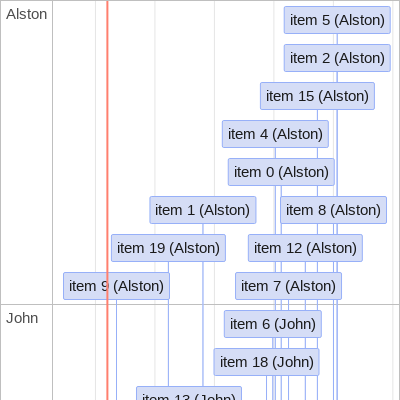 Alston
item 5 (Alston)
item 2 (Alston)
item 15 (Alston)
item 4 (Alston)
item 0 (Alston)
item 1 (Alston)
item 8 (Alston)
item 19 (Alston)
item 12 (Alston)
item 9 (Alston)
item 7 (Alston)
John
item 6 (John)
item 18 (John)
item 13 (John)